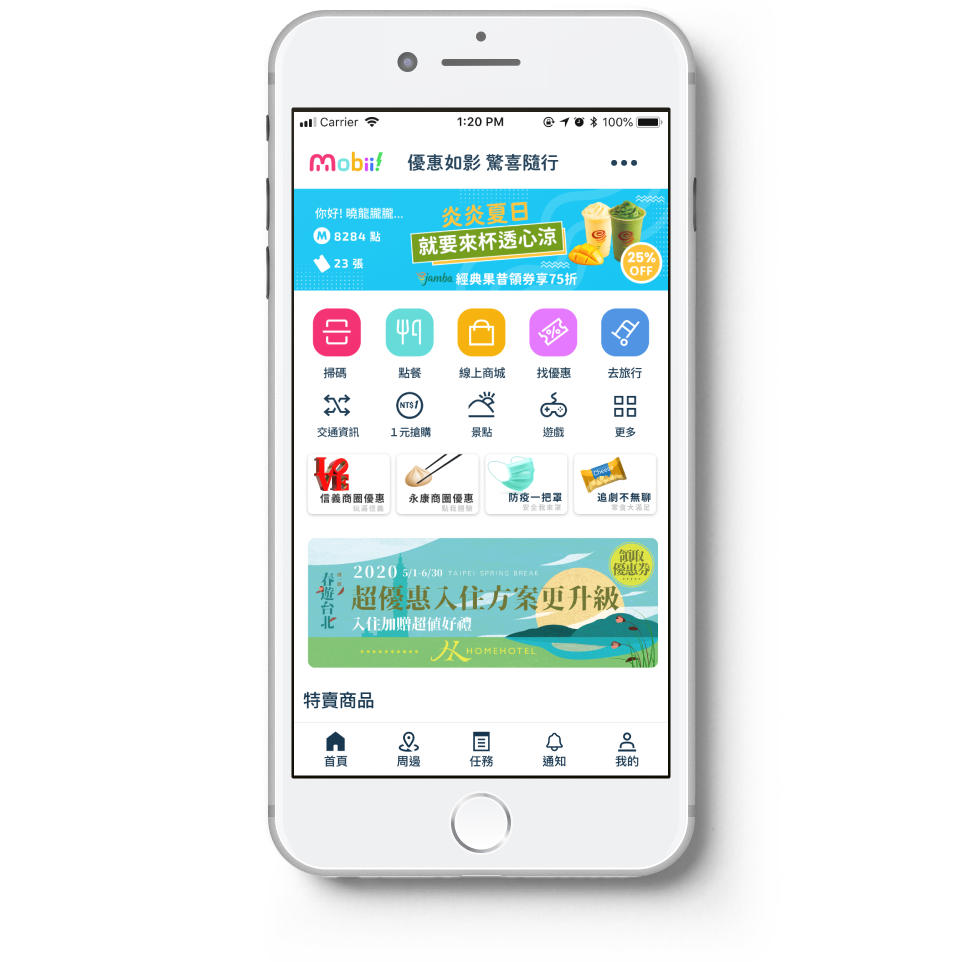 Carrier
1:20 PM
100%
mobii!
優惠如影 驚喜隨行
•••
你好! 曉龍朧朧...
M 8284 點
23 張
炎炎夏日
就要來杯透心涼
jamba 經典果昔領券享75折
25%
OFF
掃碼
點餐
線上商城
找優惠
去旅行
NT$1
交通資訊
1元搶購
景點
遊戲
更多
信義商圈優惠
玩滿信義
永康商圈優惠
點我體驗
防疫一把罩
安全我來罩
Cheese
追劇不無聊
零食大滿足
領取
優惠券
春遊台北
2020 5/1-6/30 TAIPEI SPRING BREAK
超優惠入住方案更升級
入住加贈超值好禮
HOMEHOTEL
特賣商品
首頁
周邊
任務
通知
我的